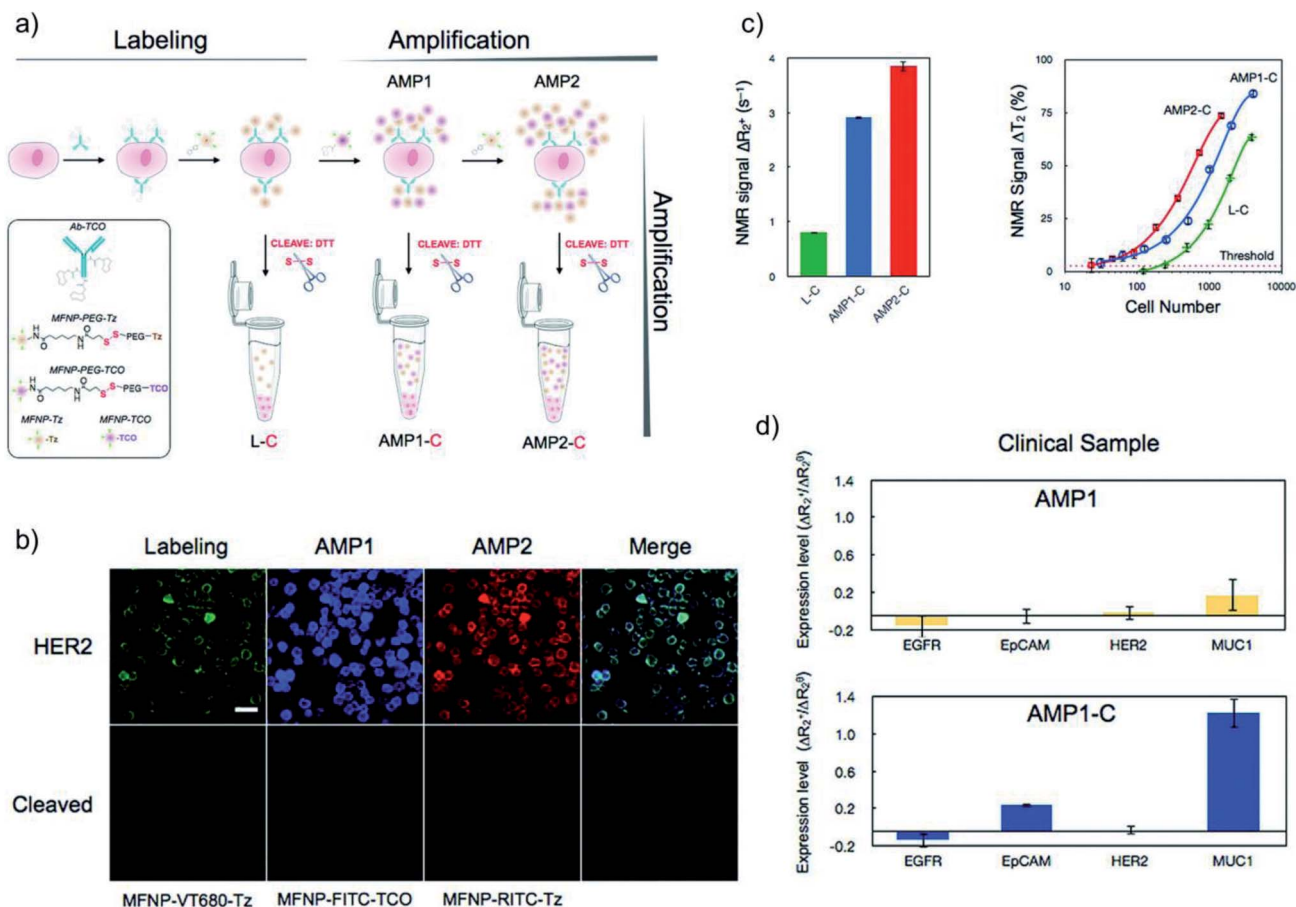 a)
Labeling
Amplification
AMP1
AMP2
Amplification
CLEAVE: DTT
S-S
CLEAVE: DTT
S-S
CLEAVE: DTT
S-S
Ab-TCO
MFNP-PEG-Tz
H
N
O
N
H
O
S
S
PEG
Tz
MFNP-PEG-TCO
H
N
O
N
H
O
S
S
PEG
TCO
MFNP-Tz
MFNP-TCO
-Tz
-TCO
L-C
AMP1-C
AMP2-C
b)
Labeling
AMP1
AMP2
Merge
HER2
Cleaved
MFNP-VT680-Tz
MFNP-FITC-TCO
MFNP-RITC-Tz
c)
NMR signal ΔR₂⁺ (s⁻¹)
4
3
2
1
0
L-C
AMP1-C
AMP2-C
NMR Signal ΔT₂ (%)
100
75
50
25
0
AMP1-C
AMP2-C
L-C
Threshold
10
100
1000
10000
Cell Number
d)
Clinical Sample
Expression level (ΔR₂⁺/ΔR₂⁰)
1.4
1.0
0.6
0.2
-0.2
AMP1
EGFR
EpCAM
HER2
MUC1
Expression level (ΔR₂⁺/ΔR₂⁰)
1.4
1.0
0.6
0.2
-0.2
AMP1-C
EGFR
EpCAM
HER2
MUC1